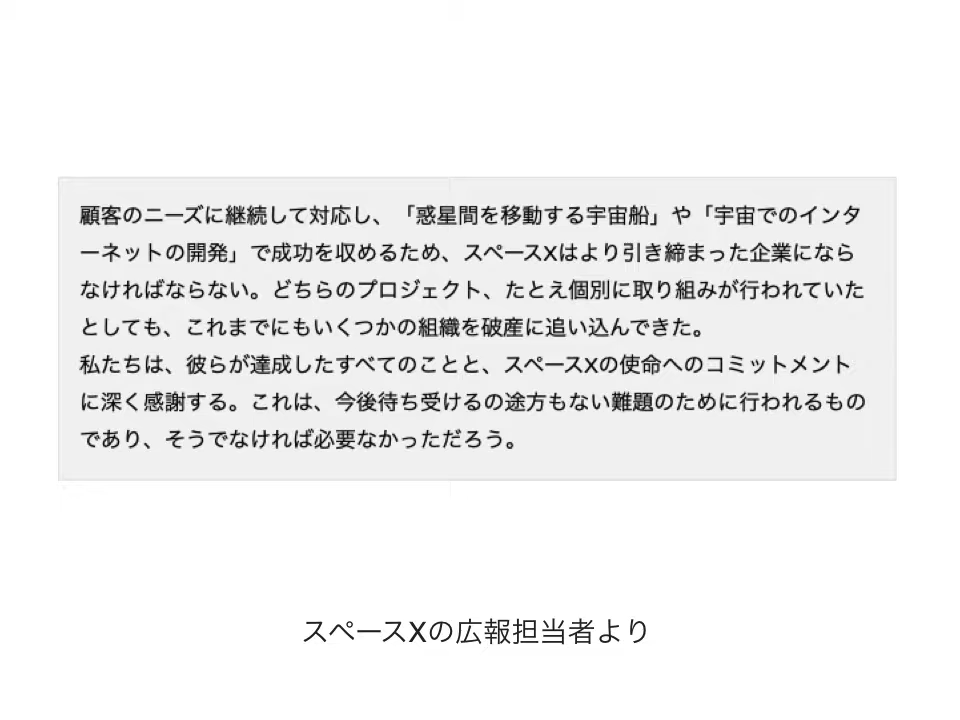 顧客のニーズに継続して対応し、「惑星間を移動する宇宙船」や「宇宙でのインタ
ーネットの開発」で成功を収めるため、スペースXはより引き締まった企業になら
なければならない。どちらのプロジェクト、たとえ個別に取り組みが行われていた
としても、これまでにもいくつかの組織を破産に追い込んできた。
私たちは、彼らが達成したすべてのことと、スペースXの使命へのコミットメント
に深く感謝する。これは、今後待ち受けるの途方もない難題のために行われるもの
であり、そうでなければ必要なかっただろう。
スペースXの広報担当者より